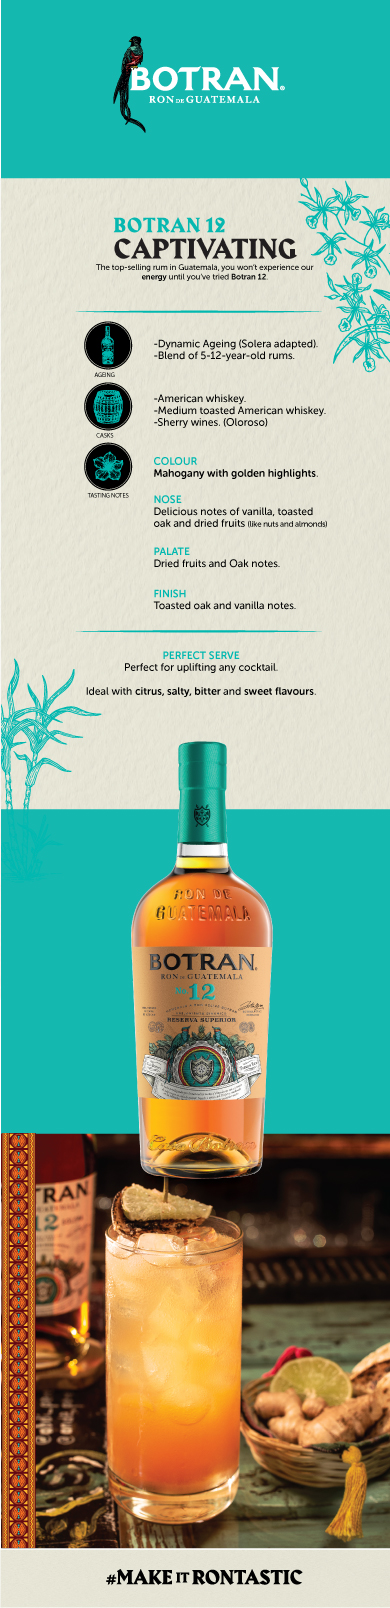 BOTRAN®
RON DE GUATEMALA
BOTRAN 12
CAPTIVATING
The top-selling rum in Guatemala, you won't experience our
energy until you've tried Botran 12.
AGEING
-Dynamic Ageing (Solera adapted).
-Blend of 5-12-year-old rums.
CASKS
-American whiskey.
-Medium toasted American whiskey.
-Sherry wines. (Oloroso)
TASTING NOTES
COLOUR
Mahogany with golden highlights.
NOSE
Delicious notes of vanilla, toasted
oak and dried fruits (like nuts and almonds)
PALATE
Dried fruits and Oak notes.
FINISH
Toasted oak and vanilla notes.
PERFECT SERVE
Perfect for uplifting any cocktail.
Ideal with citrus, salty, bitter and sweet flavours.
RON DE
GUATEMALA
BOTRAN®
RON DE GUATEMALA
12
RESERVA SUPERIOR
TRAN
12
#MAKE IT RONTASTIC